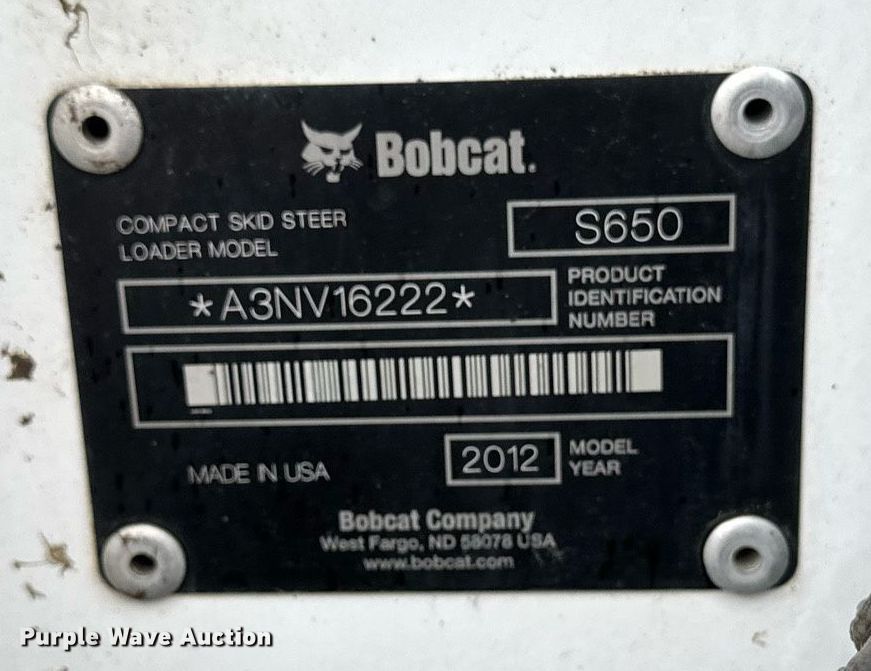 Bobcat.
COMPACT SKID STEER
LOADER MODEL
S650
*A3NV16222*
PRODUCT
IDENTIFICATION
NUMBER
MADE IN USA
2012
MODEL
YEAR
Bobcat Company
West Fargo, ND 58078 USA
www.bobcat.com
Purple Wave Auction